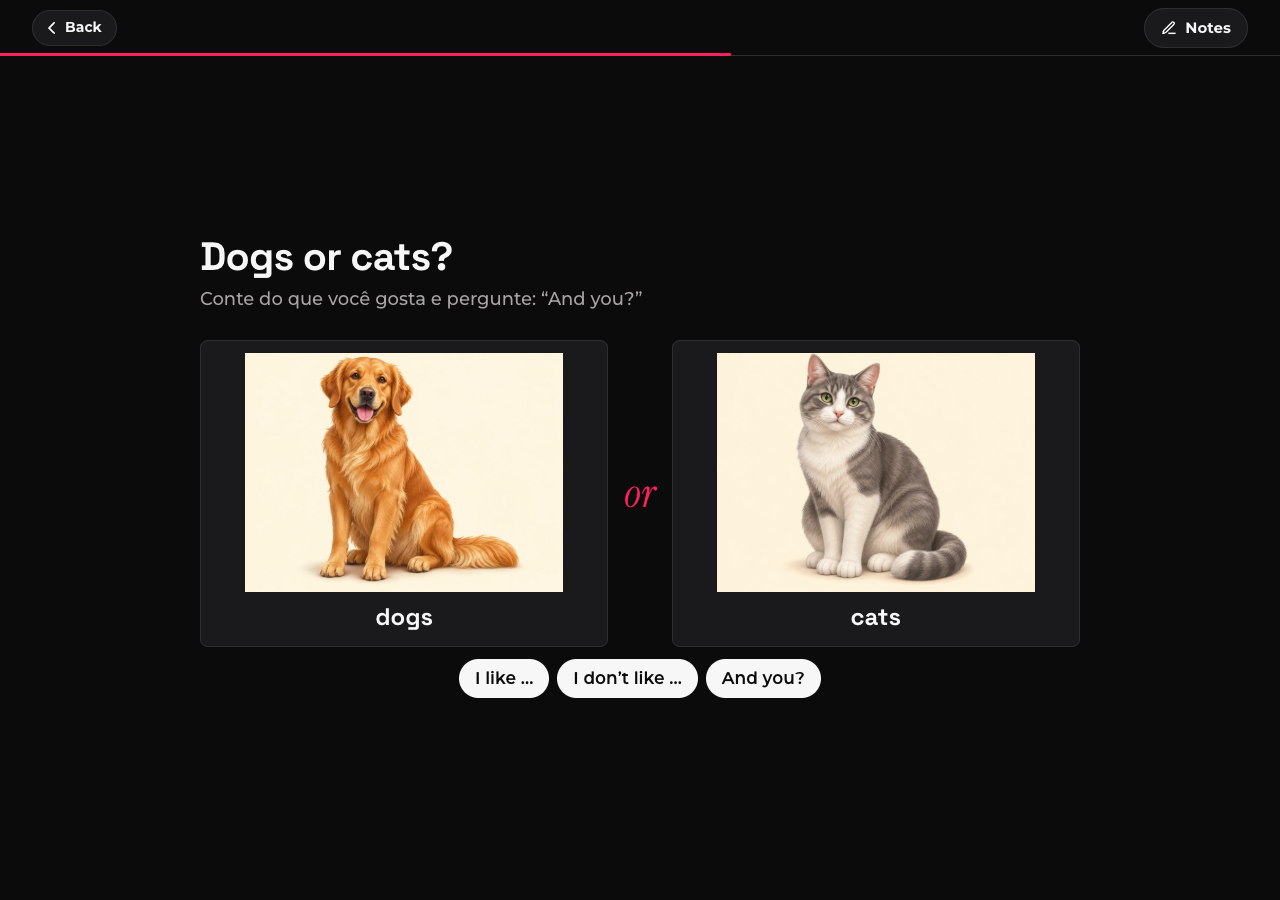 Back
Notes
Dogs or cats?
Conte do que você gosta e pergunte: “And you?”
or
dogs
cats
I like ...
I don’t like ...
And you?